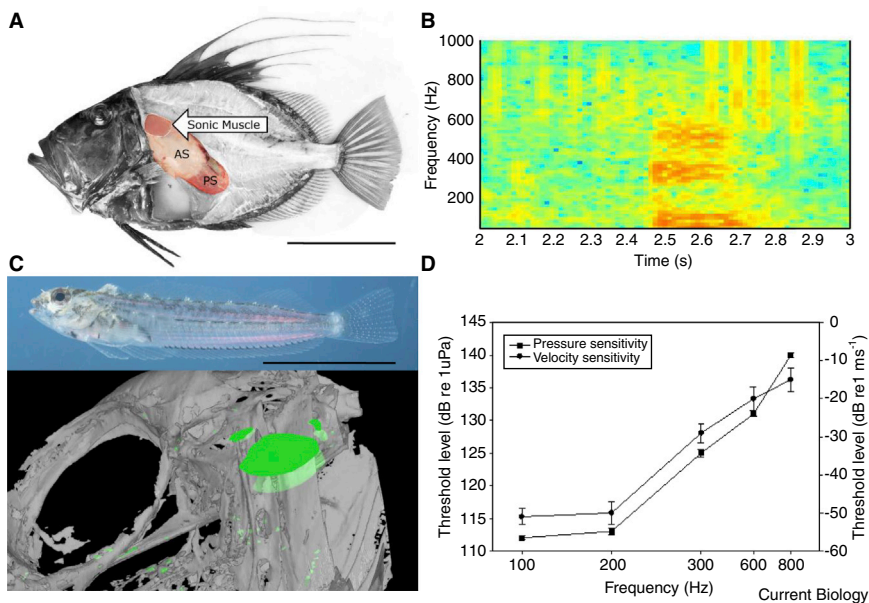 A
Sonic Muscle
AS
PS
B
1000
800
600
400
200
Frequency (Hz)
2 2.1 2.2 2.3 2.4 2.5 2.6 2.7 2.8 2.9 3
Time (s)
C
D
Pressure sensitivity
Velocity sensitivity
145
140
135
130
125
120
115
110
Threshold level (dB re 1uPa)
0
-10
-20
-30
-40
-50
-60
Threshold level (dB re1 ms-1)
100 200 300 600 800
Frequency (Hz)
Current Biology